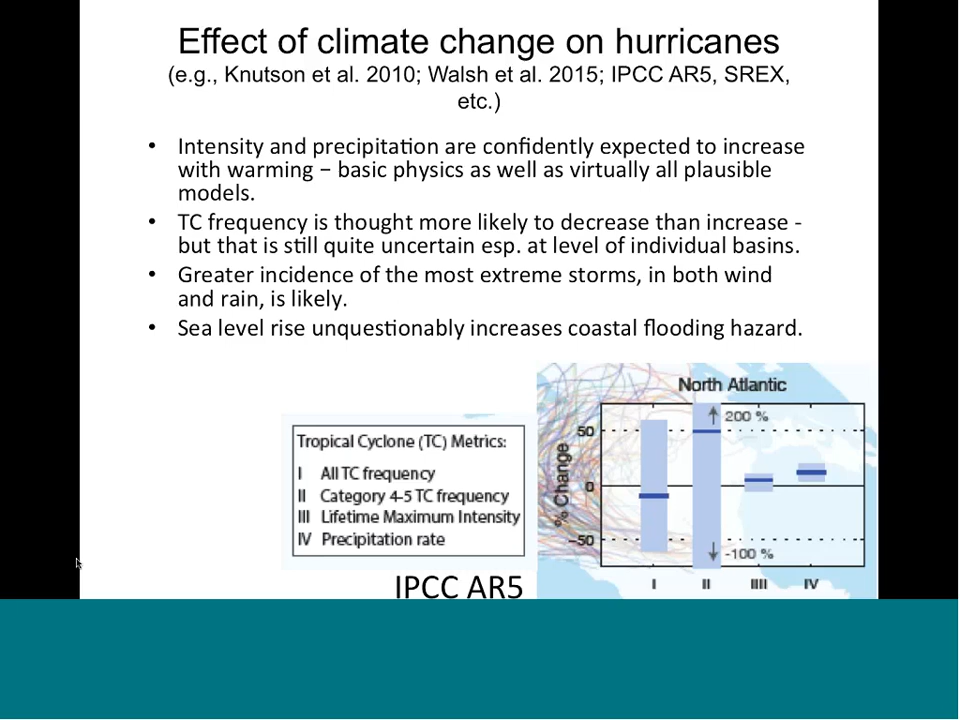 Effect of climate change on hurricanes
(e.g., Knutson et al. 2010; Walsh et al. 2015; IPCC AR5, SREX,
etc.)
• Intensity and precipitation are confidently expected to increase
with warming – basic physics as well as virtually all plausible
models.
• TC frequency is thought more likely to decrease than increase -
but that is still quite uncertain esp. at level of individual basins.
• Greater incidence of the most extreme storms, in both wind
and rain, is likely.
• Sea level rise unquestionably increases coastal flooding hazard.
Tropical Cyclone (TC) Metrics:
I All TC frequency
II Category 4-5 TC frequency
III Lifetime Maximum Intensity
IV Precipitation rate
IPCC AR5
North Atlantic
% Change
200 %
50
0
-50
-100 %
I II III IV